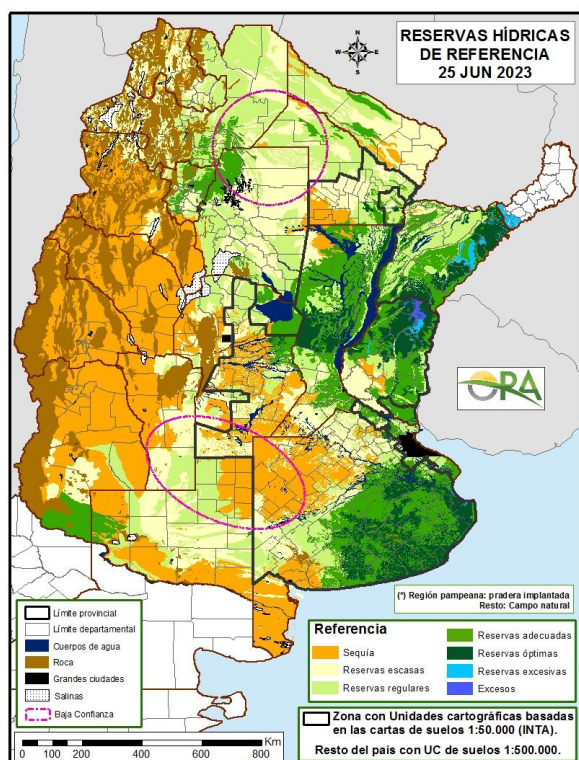 RESERVAS HÍDRICAS
DE REFERENCIA
25 JUN 2023
N
W
E
S
ORA
(*) Región pampeana: pradera implantada
Resto: Campo natural
Límite provincial
Límite departamental
Cuerpos de agua
Roca
Grandes ciudades
Salinas
Baja Confianza
Referencia
Sequía
Reservas escasas
Reservas regulares
Reservas adecuadas
Reservas óptimas
Reservas excesivas
Excesos
Zona con Unidades cartográficas basadas
en las cartas de suelos 1:50.000 (INTA).
Resto del país con UC de suelos 1:500.000.
Km
0 100 200 400 600 800